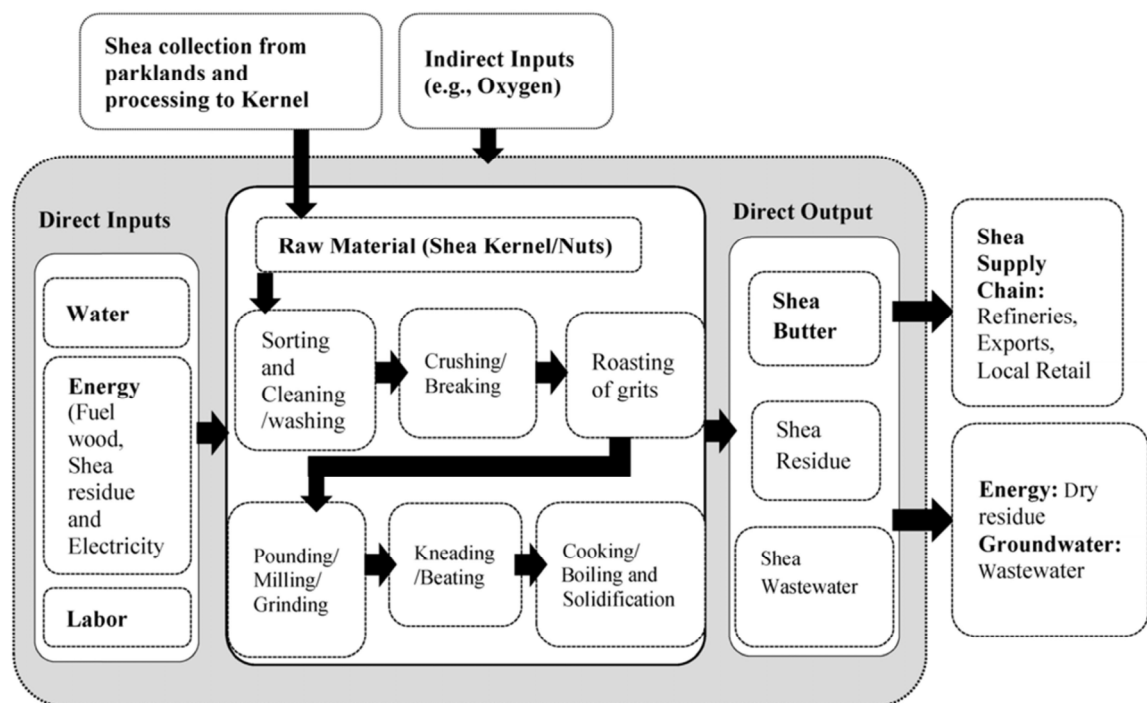 Shea collection from
parklands and
processing to Kernel
Indirect Inputs
(e.g., Oxygen)
Direct Inputs
Water
Energy
(Fuel
wood,
Shea
residue
and
Electricity
Labor
Raw Material (Shea Kernel/Nuts)
Sorting
and
Cleaning
/washing
Crushing/
Breaking
Roasting
of grits
Pounding/
Milling/
Grinding
Kneading
/Beating
Cooking/
Boiling and
Solidification
Direct Output
Shea
Butter
Shea
Residue
Shea
Wastewater
Shea
Supply
Chain:
Refineries,
Exports,
Local Retail
Energy: Dry
residue
Groundwater:
Wastewater